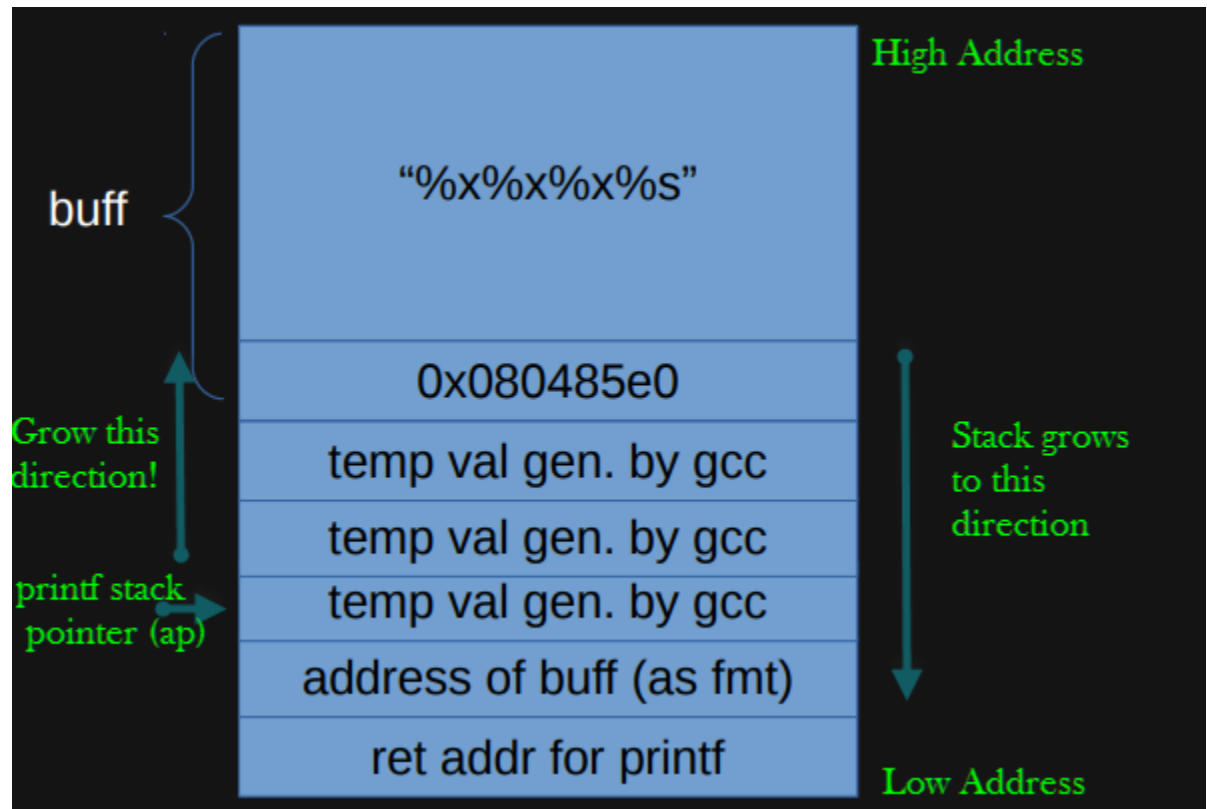 High Address
“%x%x%x%s”
buff
0x080485e0
Grow this
direction!
temp val gen. by gcc
Stack grows
to this
direction
temp val gen. by gcc
printf stack
pointer (ap)
temp val gen. by gcc
address of buff (as fmt)
ret addr for printf
Low Address